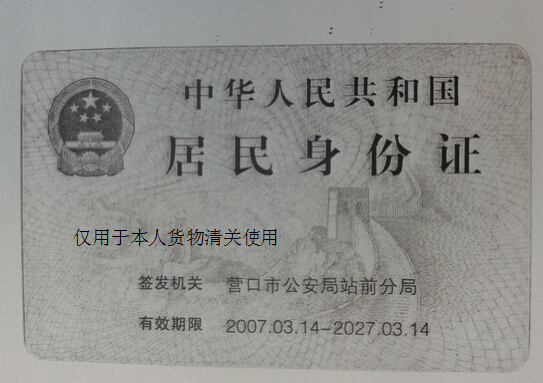 中华人民共和国
居民身份证
仅用于本人货物清关使用
签发机关 营口市公安局站前分局
有效期限 2007.03.14-2027.03.14